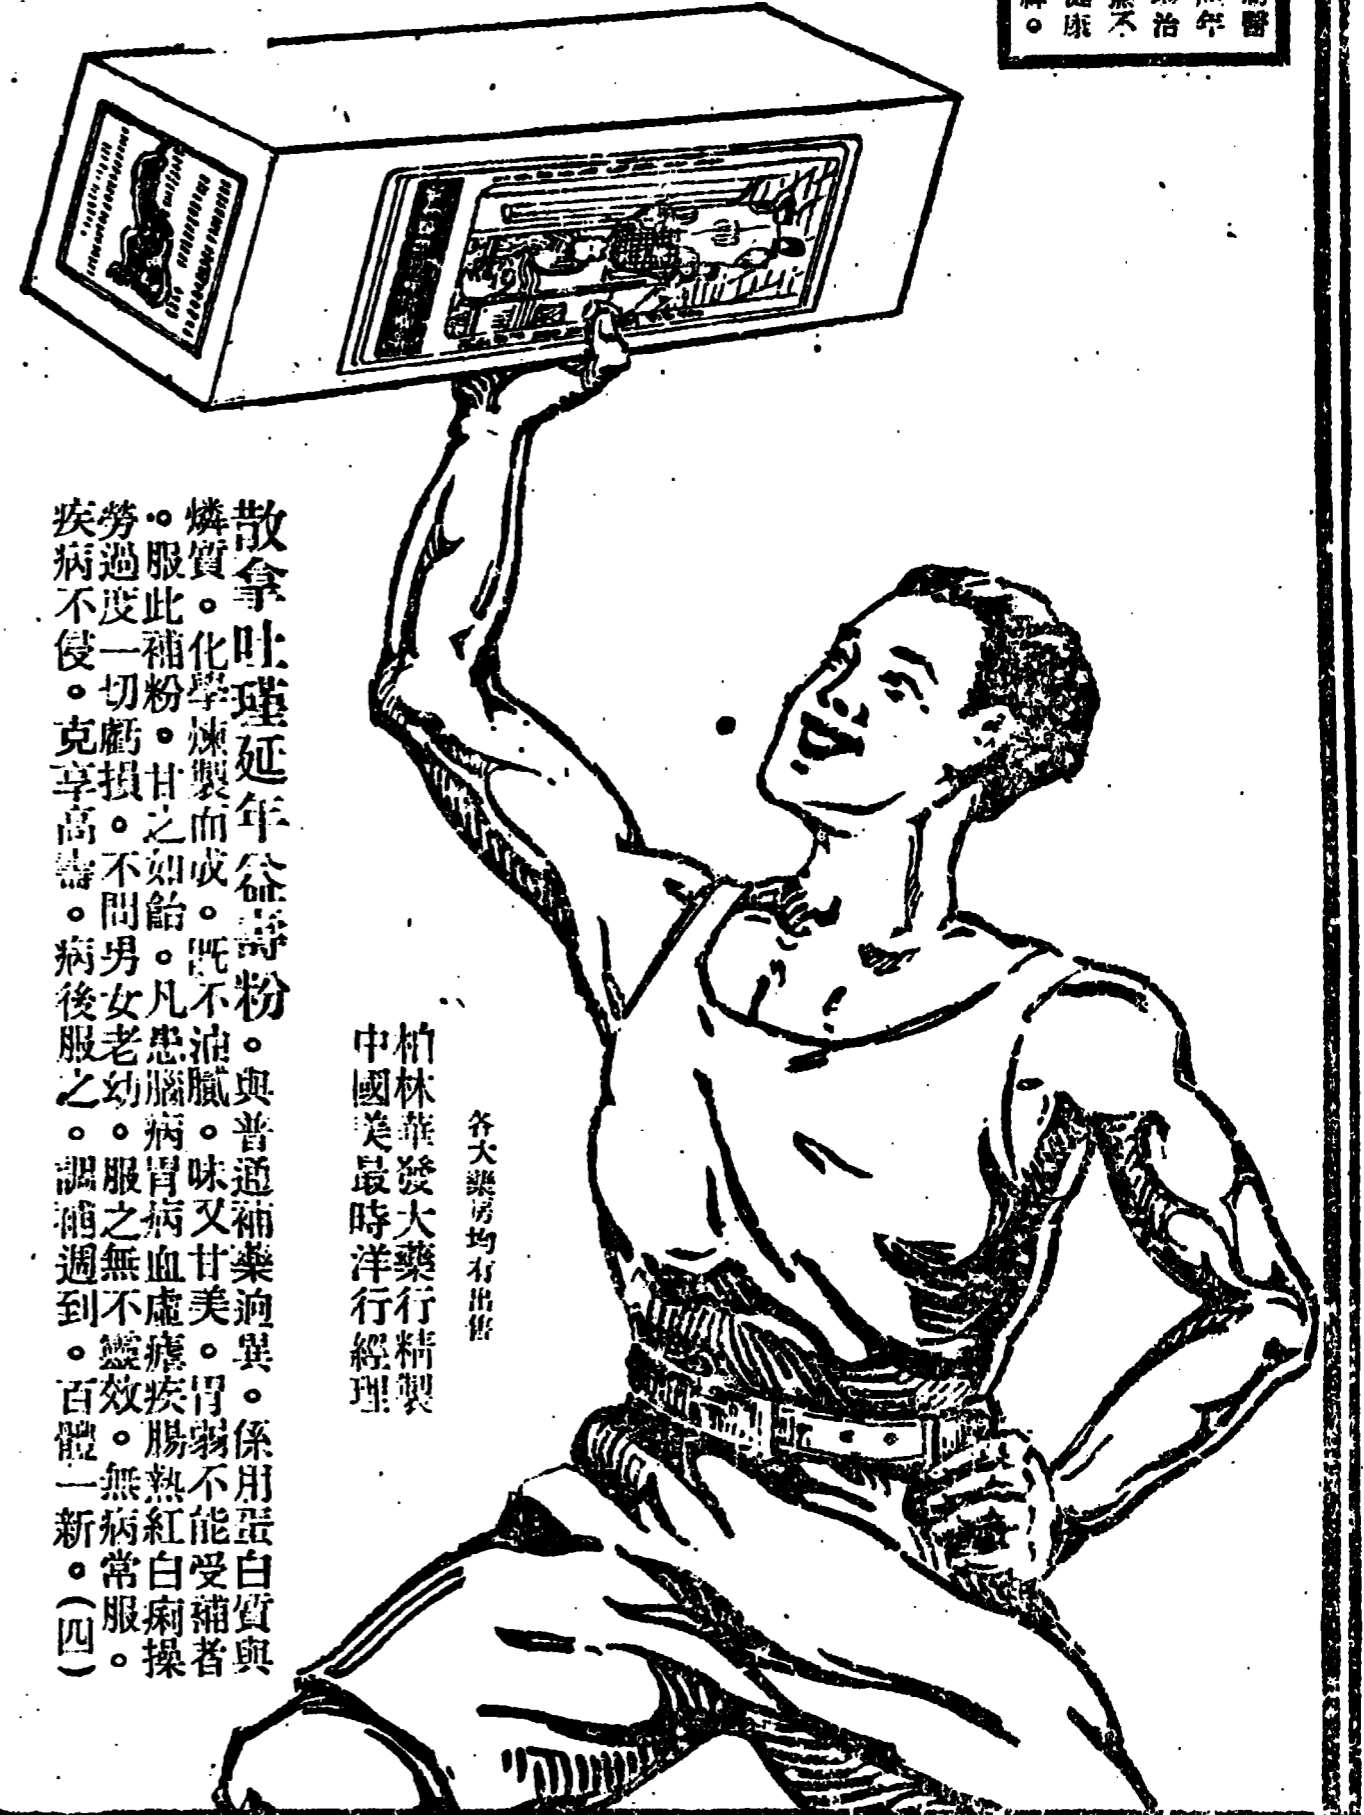 散拿吐瑾延年益壽粉。與普通補藥逈異。係用蛋白質與
燐質。化學煉製而成。既不油膩。味又甘美。胃弱不能受補者
。服此補粉。甘之如飴。凡患腦病胃病血虛瘧疾腸熱紅白痢操
勞過度一切虧損。不問男女老幼。服之無不靈效。無病常服。
疾病不侵。克享高壽。病後服之。調補週到。百體一新。(四)
各大藥房均有出售
柏林華發大藥行精製
中國美最時洋行經理